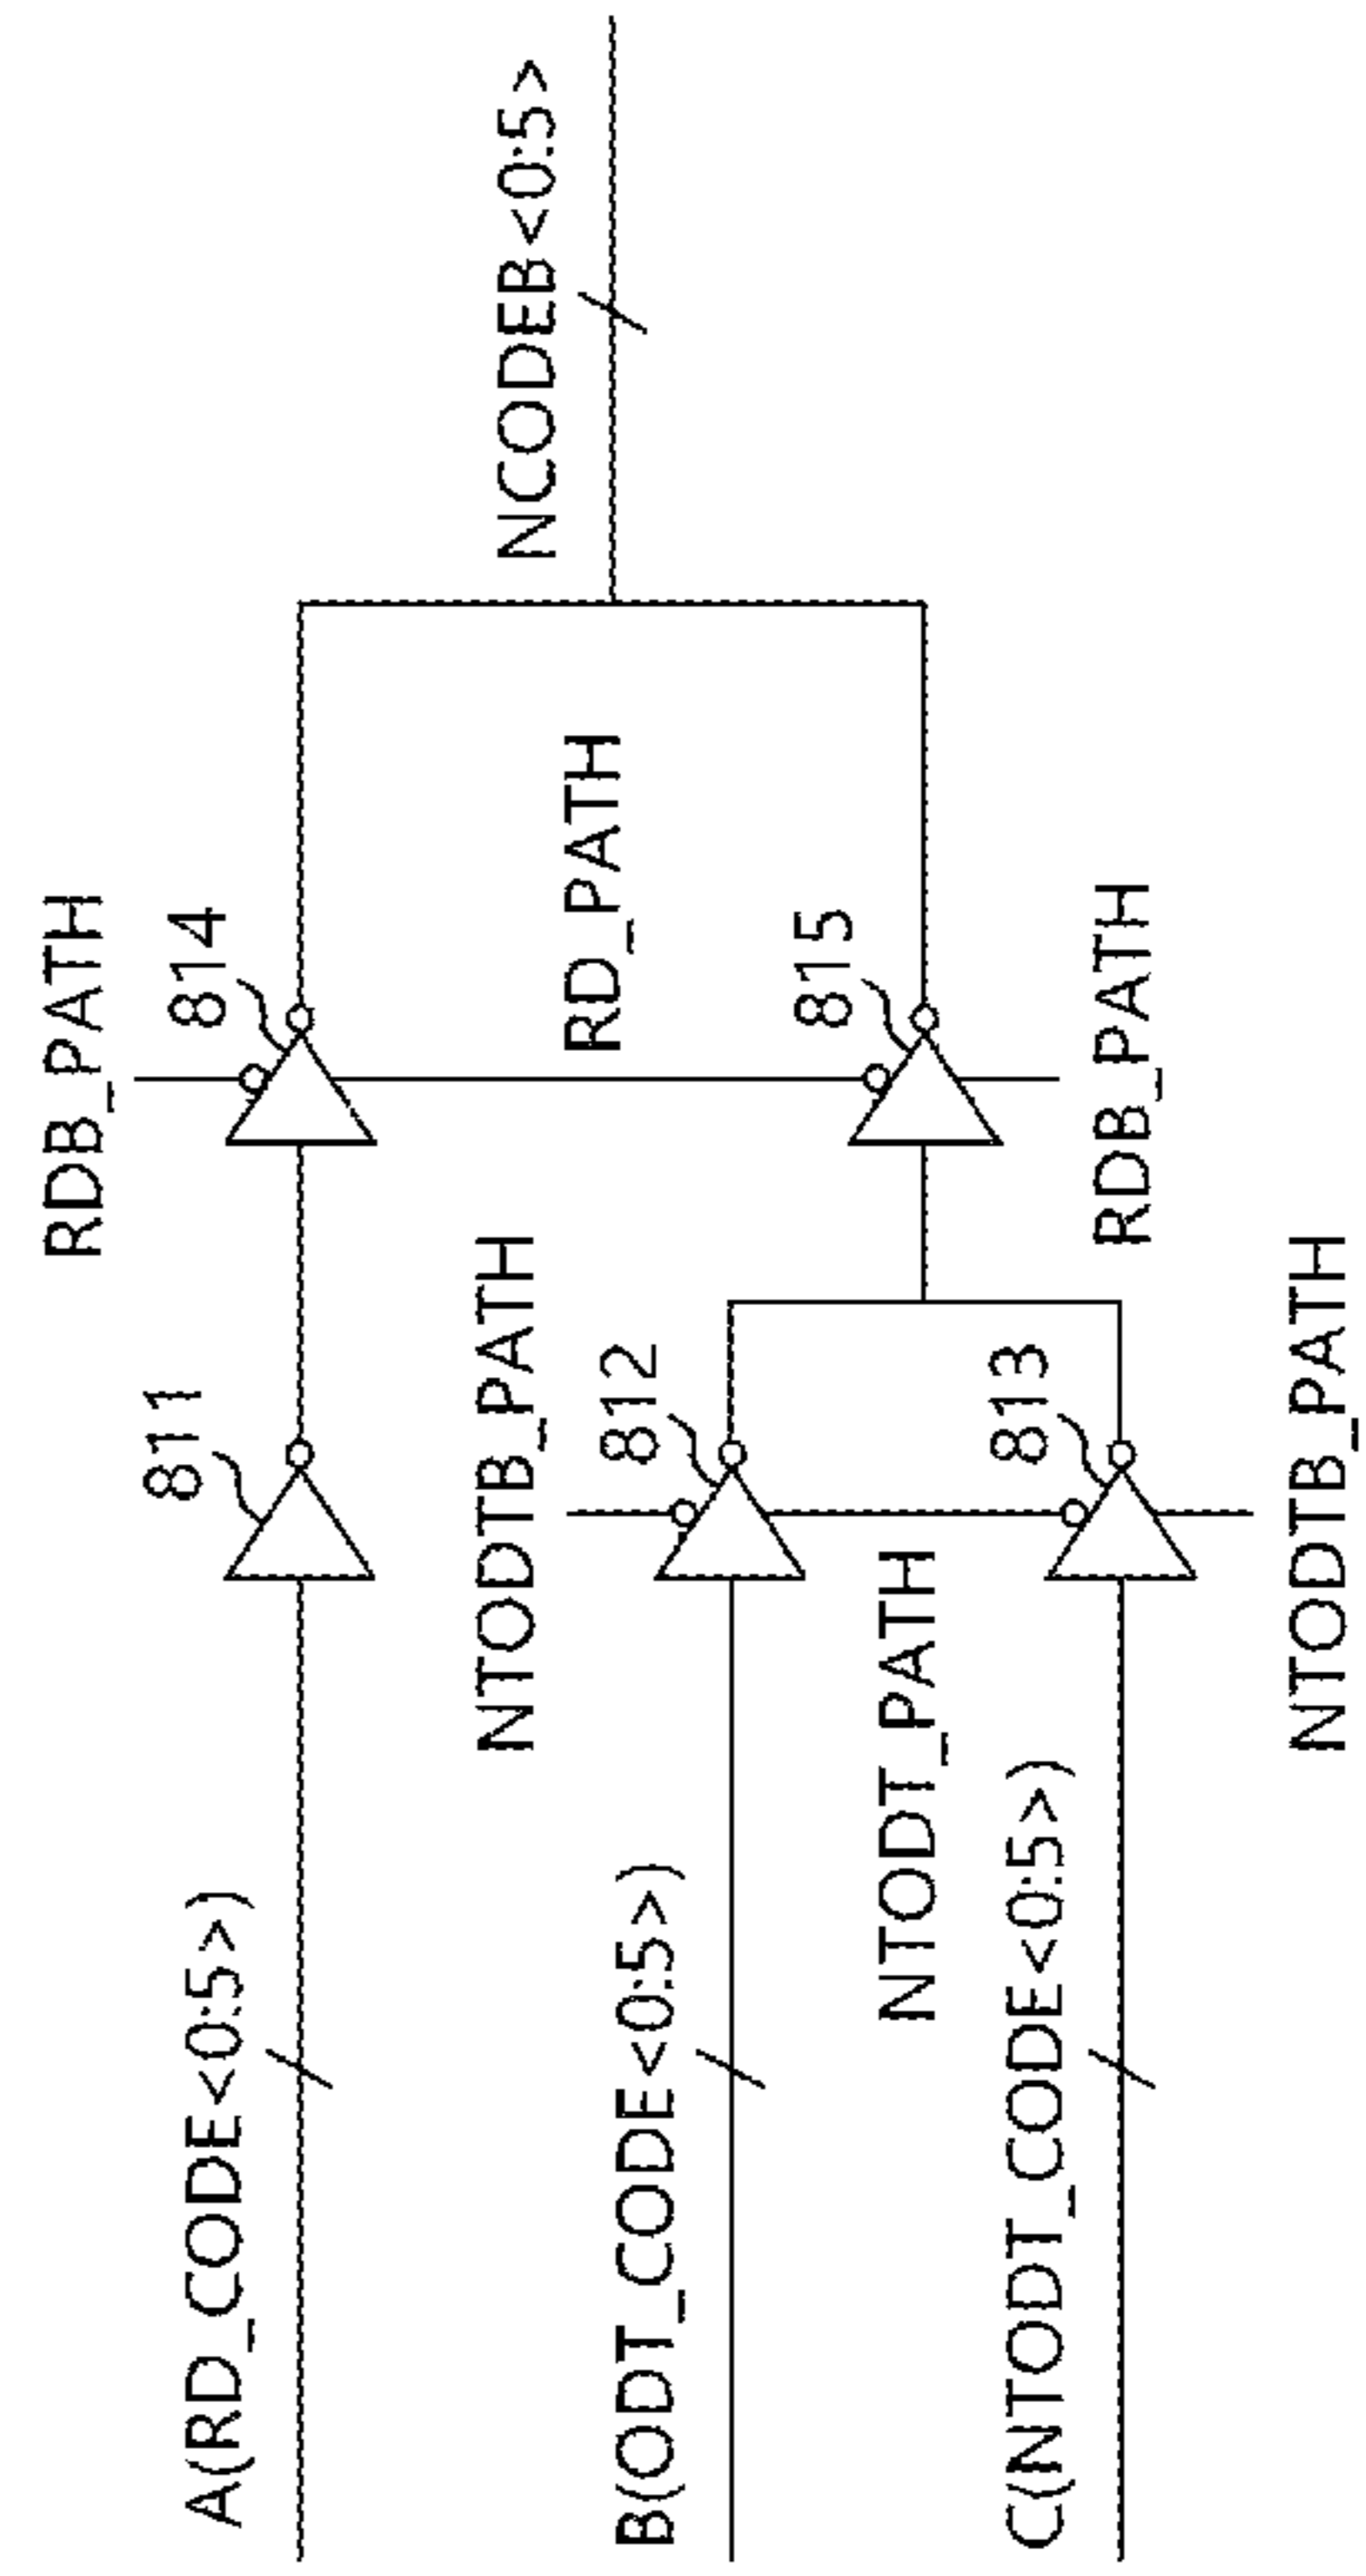 A(RD_CODE<0:5>)
811
RDB_PATH
814
NCODEB<0:5>
B(ODT_CODE<0:5>)
NTODTB_PATH
812
RD_PATH
NTODT_PATH
815
C(NTODT_CODE<0:5>)
813
RDB_PATH
NTODTB_PATH